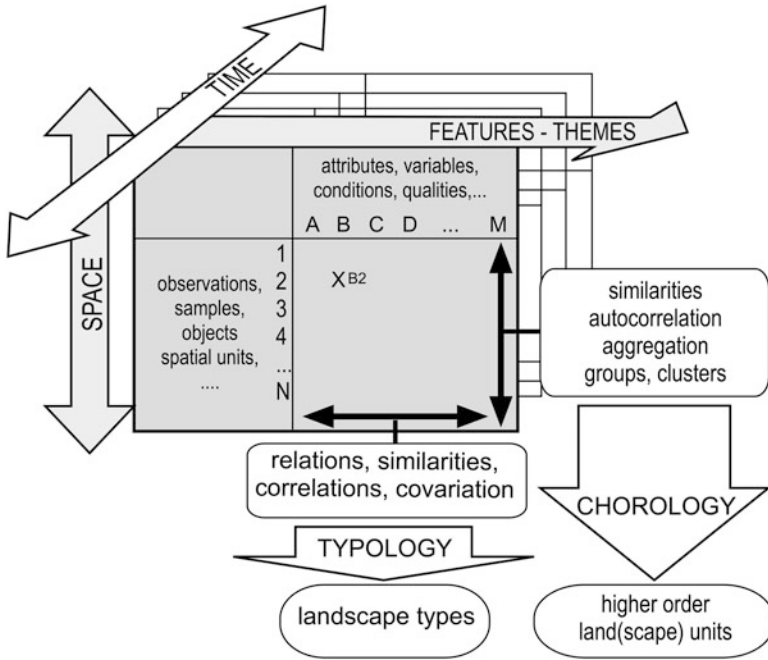 TIME
FEATURES - THEMES
SPACE
attributes, variables,
conditions, qualities,...
A B C D ... M
observations,
samples,
objects
spatial units,
....
1
2
3
4
...
N
XB2
similarities
autocorrelation
aggregation
groups, clusters
relations, similarities,
correlations, covariation
TYPOLOGY
CHOROLOGY
landscape types
higher order
land(scape) units